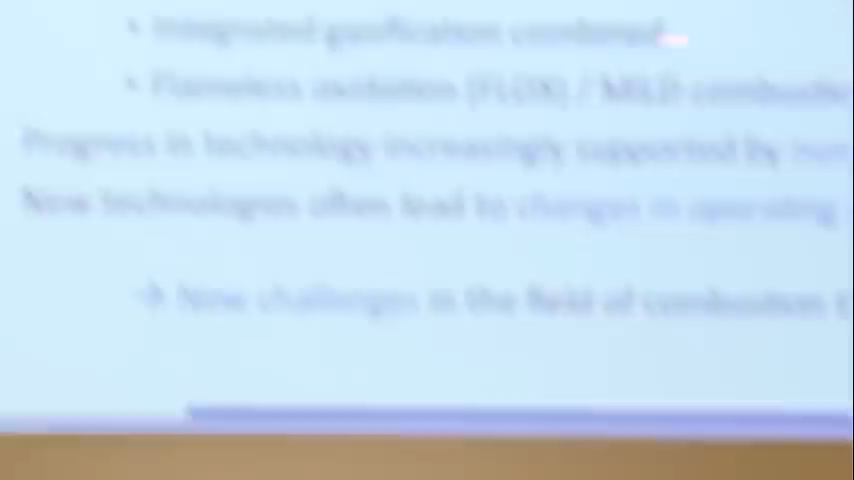 • Integrated gasification combined
• Flameless oxidation (FLOX) / MILD combustion
Progress in technology increasingly supported by
New technologies often lead to changes in operating
→ New challenges in the field of combustion